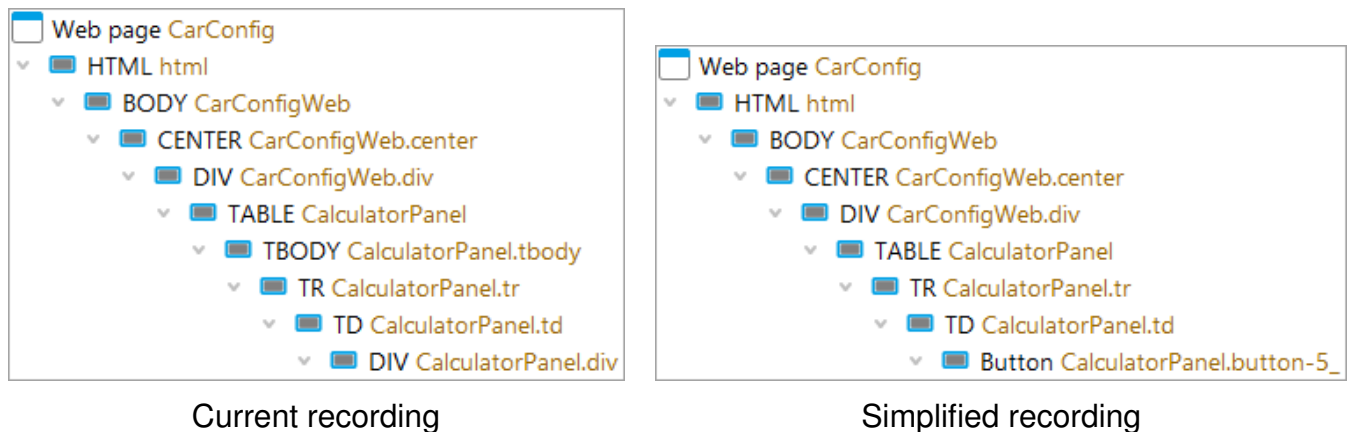 Web page CarConfig
HTML html
BODY CarConfigWeb
CENTER CarConfigWeb.center
DIV CarConfigWeb.div
TABLE CalculatorPanel
TBODY CalculatorPanel.tbody
TR CalculatorPanel.tr
TD CalculatorPanel.td
DIV CalculatorPanel.div
Current recording
Web page CarConfig
HTML html
BODY CarConfigWeb
CENTER CarConfigWeb.center
DIV CarConfigWeb.div
TABLE CalculatorPanel
TR CalculatorPanel.tr
TD CalculatorPanel.td
Button CalculatorPanel.button-5_
Simplified recording